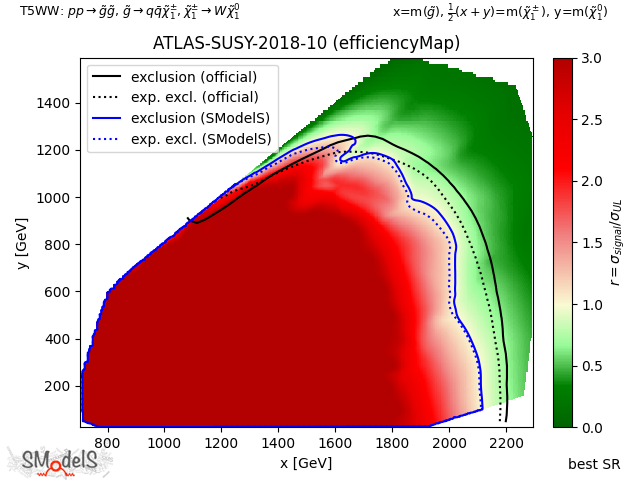 T5WW: pp → g̃g̃, g̃ → qq̄χ̃₁±, χ̃₁± → Wχ̃₁⁰ x=m(g̃), ½(x + y)=m(χ̃₁±), y=m(χ̃₁⁰)
ATLAS-SUSY-2018-10 (efficiencyMap)
exclusion (official)
exp. excl. (official)
exclusion (SModelS)
exp. excl. (SModelS)
y [GeV]
1400
1200
1000
800
600
400
200
800 1000 1200 1400 1600 1800 2000 2200
x [GeV]
3.0
2.5
2.0
1.5
1.0
0.5
0.0
r = σ_signal/σ_UL
best SR
SModelS